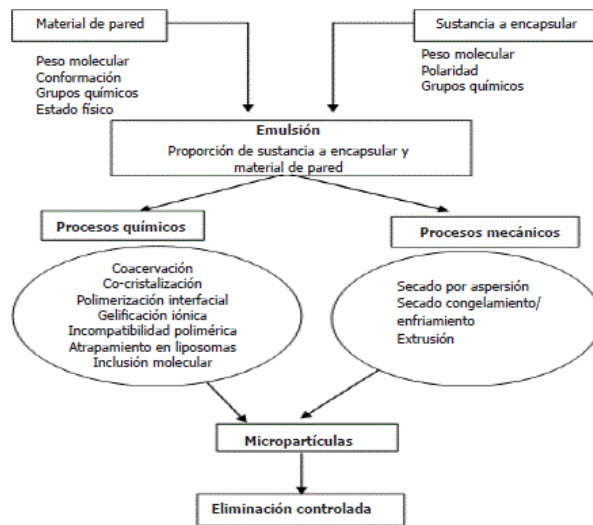 Material de pared
Sustancia a encapsular
Peso molecular
Conformación
Grupos químicos
Estado físico
Peso molecular
Polaridad
Grupos químicos
Emulsión
Proporción de sustancia a encapsular y
material de pared
Procesos químicos
Procesos mecánicos
Coacervación
Co-cristalización
Polimerización interfacial
Gelificación iónica
Incompatibilidad polimérica
Atrapamiento en liposomas
Inclusión molecular
Secado por aspersión
Secado congelamiento/
enfriamiento
Extrusión
Micropartículas
Eliminación controlada